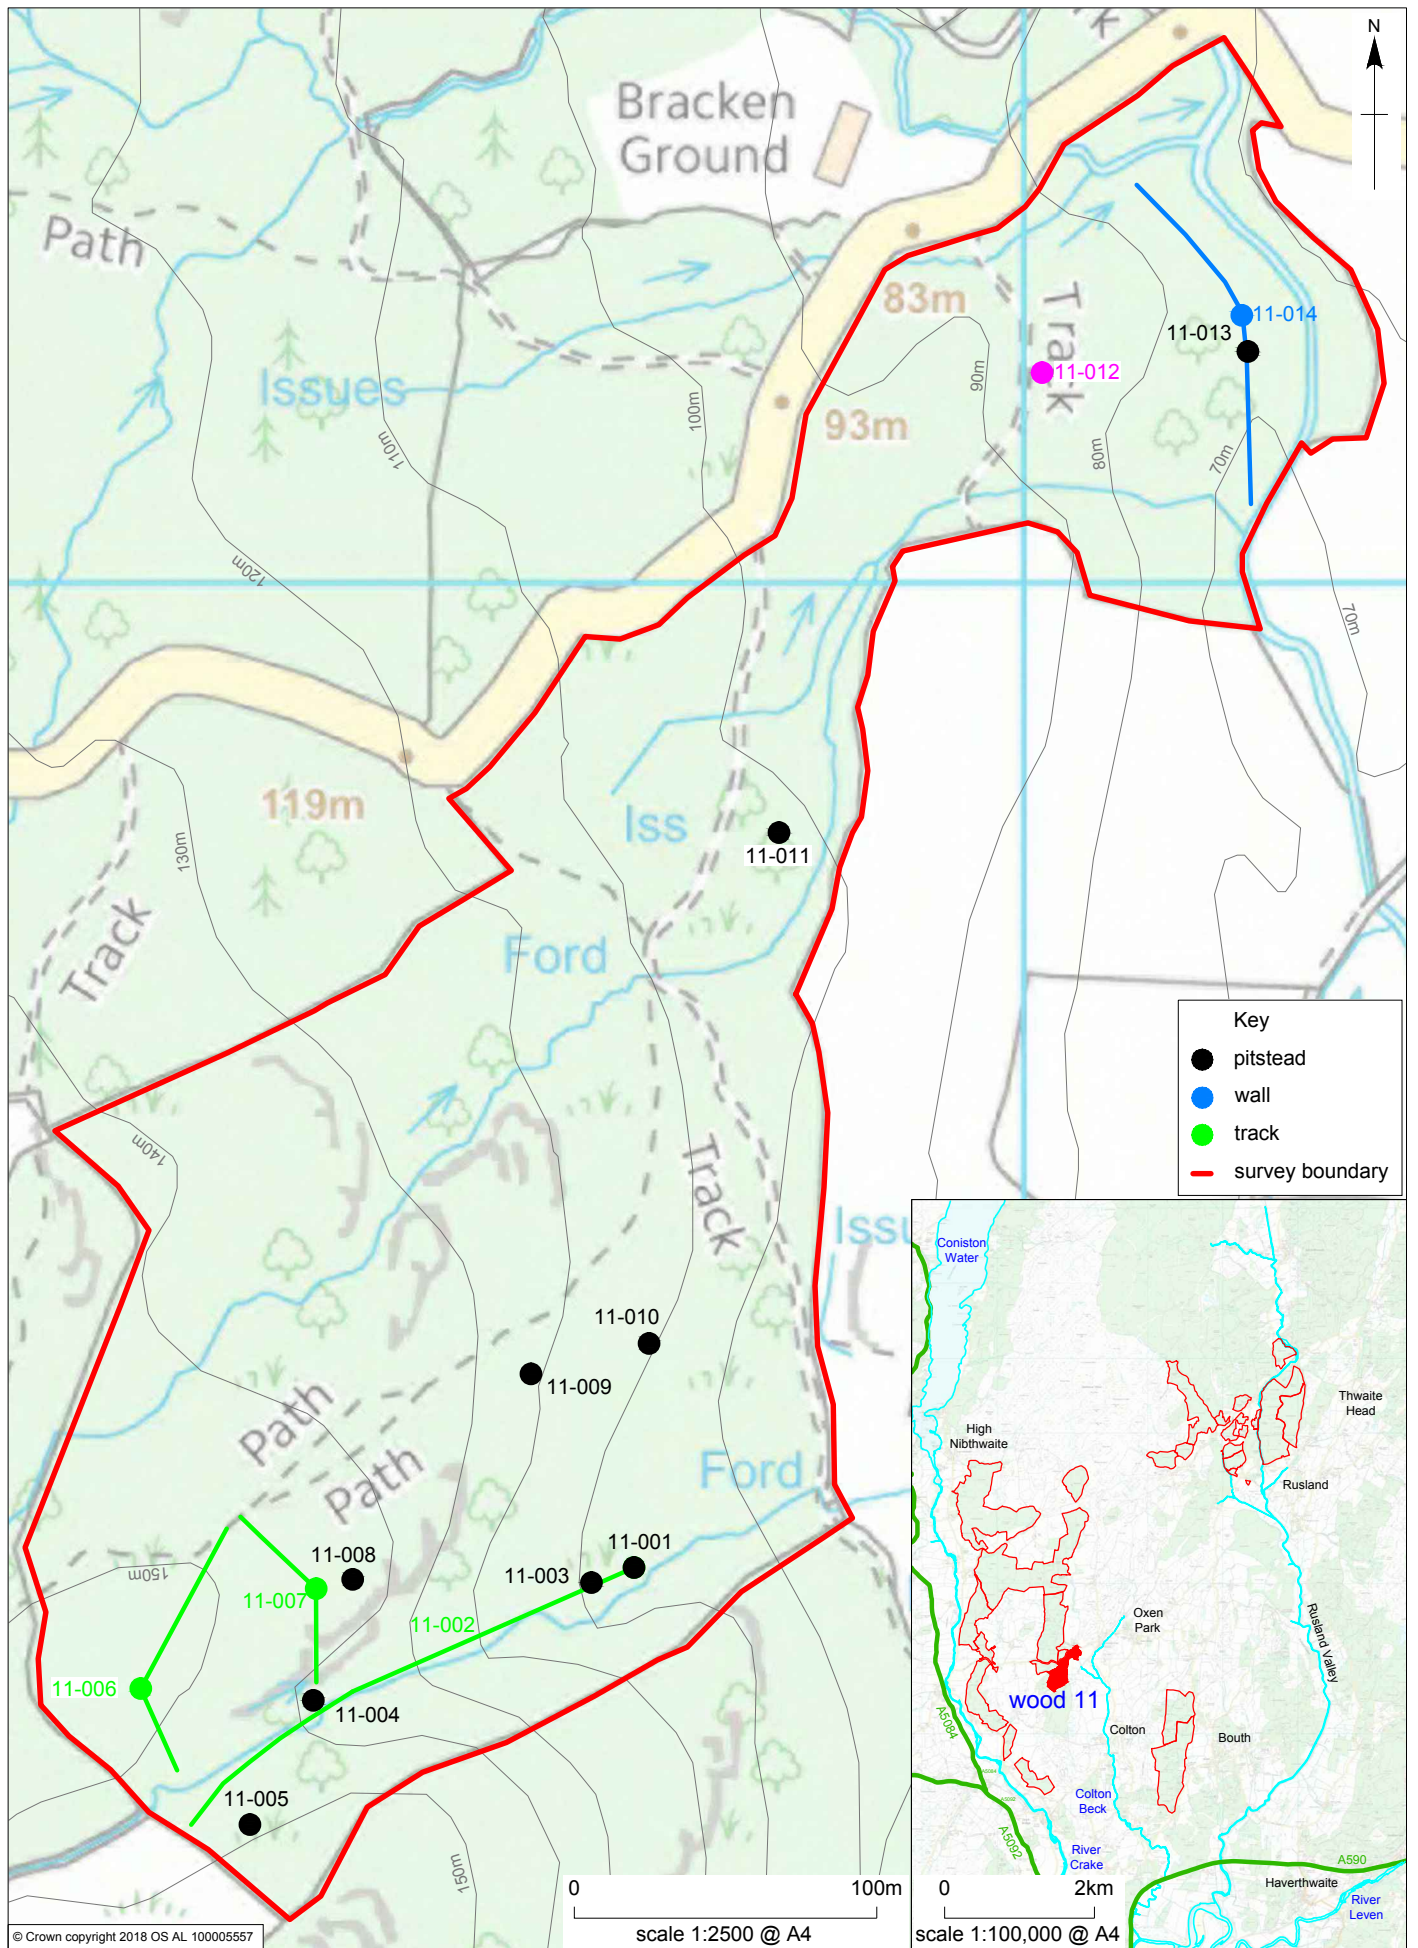 N
Bracken
Ground
Path
rk
83m
Track
11-014
11-013
11-012
Issues
100m
90m
93m
110m
80m
70m
120m
70m
119m
130m
Iss
11-011
Track
Ford
Key
pitstead
wall
track
survey boundary
140m
Track
Issu
11-010
11-009
Path
Path
Ford
11-001
11-008
11-003
150m
11-007
11-002
11-006
11-004
11-005
150m
0 100m
scale 1:2500 @ A4
© Crown copyright 2018 OS AL 100005557
Coniston
Water
Thwaite
Head
High
Nibthwaite
Rusland
Oxen
Park
Rusland Valley
wood 11
A5084
Colton
Bouth
A5084
Colton
Beck
A5092
A5092
River
Crake
A590
Haverthwaite
River
Leven
0 2km
scale 1:100,000 @ A4